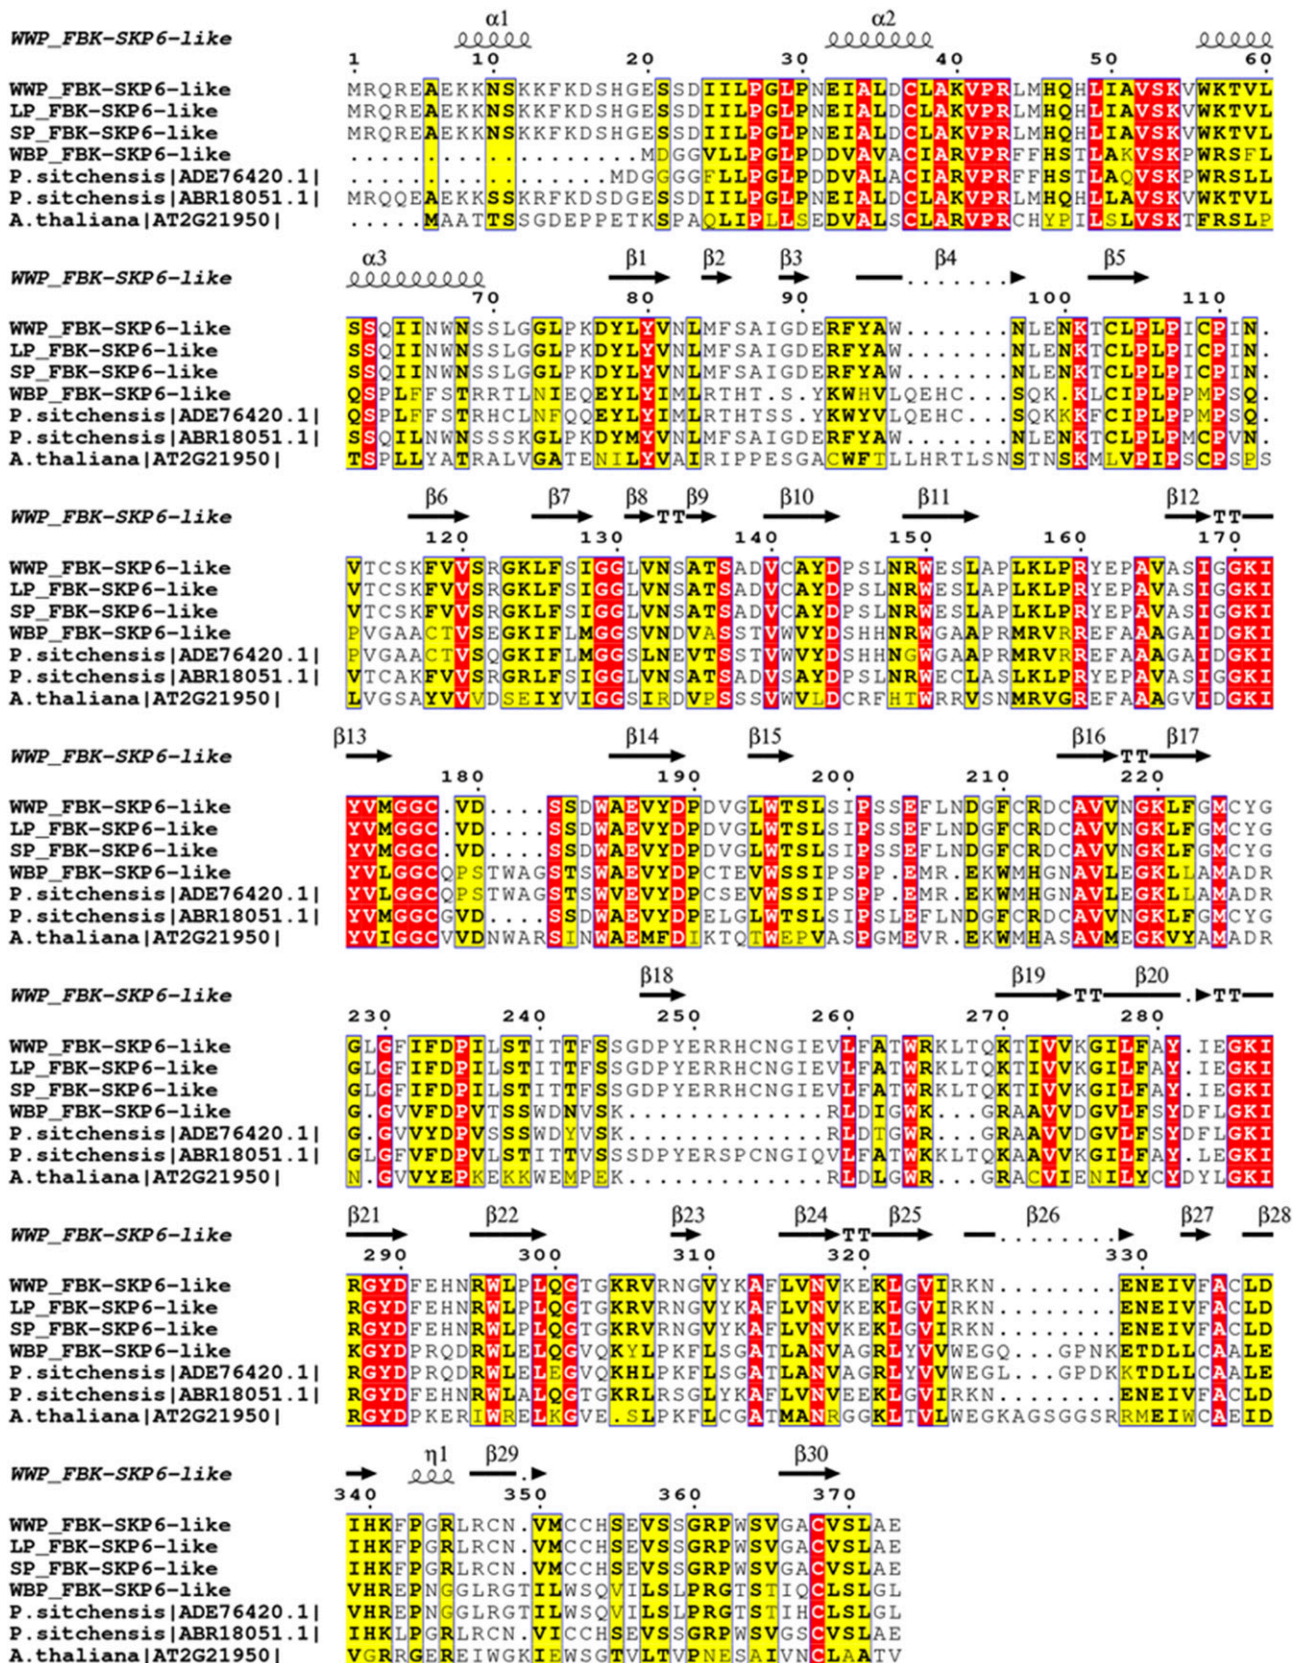 α1 α2
WWP_FBK-SKP6-like
1 10 20 30 40 50 60
WWP_FBK-SKP6-like MRQREAEKKNSKKFKDSHGESSDIILPGLPNEIALDCLAKVPRLMHQHLIAVSKVWKTVL
LP_FBK-SKP6-like MRQREAEKKNSKKFKDSHGESSDIILPGLPNEIALDCLAKVPRLMHQHLIAVSKVWKTVL
SP_FBK-SKP6-like MRQREAEKKNSKKFKDSHGESSDIILPGLPNEIALDCLAKVPRLMHQHLIAVSKVWKTVL
WBP_FBK-SKP6-like ...................MDGGVLLPGLPDDVAVACIARVPRFFHSTLAKVSKPWRSFL
P.sitchensis|ADE76420.1| .................MDGGGGFLLPGLPDDVALACIARVPRFFHSTLAQVSKPWRSLL
P.sitchensis|ABR18051.1| MRQQEAEKKSSKRFKDSDGESSDIILPGLPNEIALDCLAKVPRLMHQHLLAVSKVWKTVL
A.thaliana|AT2G21950| .....MAATTSSGDEPPETKSPAQLIPLLSEDVALSCLARVPRCHYPILSLVSKTFRSLP
α3 β1 β2 β3 β4 β5
WWP_FBK-SKP6-like
70 80 90 100 110
WWP_FBK-SKP6-like SSQIINWNSSLGGLPKDYLYVNLMFSAIGDERFYAW.......NLENKTCLPLPICPIN.
LP_FBK-SKP6-like SSQIINWNSSLGGLPKDYLYVNLMFSAIGDERFYAW.......NLENKTCLPLPICPIN.
SP_FBK-SKP6-like SSQIINWNSSLGGLPKDYLYVNLMFSAIGDERFYAW.......NLENKTCLPLPICPIN.
WBP_FBK-SKP6-like QSPLFFSTRRTLNIEQEYLYIMLRTHT.S.YKWHVLQEHC...SQK.KLCIPLPPMPSQ.
P.sitchensis|ADE76420.1| TSPLFFSTRHCLNFQQEYLYIMLRTHTS.S.YKWYVLQEHC...SQKKKFCIPLPPMPSQ.
P.sitchensis|ABR18051.1| SSQILNWNSSSKGLPKDYMYVNLMFSAIGDERFYAW.......NLENKTCLPLPMCPVN.
A.thaliana|AT2G21950| TSPLLYATRALVGATENILYVAIRIPPESGACWFTLLHRTLSNSTNSKMLVPIPSCPSPS
β6 β7 β8 TT β9 β10 β11 β12 TT
WWP_FBK-SKP6-like
120 130 140 150 160 170
WWP_FBK-SKP6-like VTCSKFVVSRGKLFSIGGLVNSATSADVCAYDPSLNRWESLAPLKLPRYEPAVASIGGKI
LP_FBK-SKP6-like VTCSKFVVSRGKLFSIGGLVNSATSADVCAYDPSLNRWESLAPLKLPRYEPAVASIGGKI
SP_FBK-SKP6-like VTCSKFVVSRGKLFSIGGLVNSATSADVCAYDPSLNRWESLAPLKLPRYEPAVASIGGKI
WBP_FBK-SKP6-like PVGAACTVSEGKIFLMGGSVNDVASSTVWVYDSHHNRWGAAPRMRVRREFAAAGAIDGKI
P.sitchensis|ADE76420.1| PVGAACTVSQGKIFLMGGSLNEVTSSTVWVYDSHHNGWGAAPRMRVRREFAAAGAIDGKI
P.sitchensis|ABR18051.1| VTCAKFVVSRGRLFSIGGLVNSATSADVSAYDPSLNRWECLASLKLPRYEPAVASIGGKI
A.thaliana|AT2G21950| LVGSAYVVVDSEIYVIGGSIRDVPSSSVWVLDCRFHTWRRVSNMRVGREFAAAGVIDGKI
β13 β14 β15 β16 TT β17
WWP_FBK-SKP6-like
180 190 200 210 220
WWP_FBK-SKP6-like YVMGGC.VD....SSDWAEVYDPDVGLWTSLSIPSSEFLNDGFCRDCAVVNGKLFGMCYG
LP_FBK-SKP6-like YVMGGC.VD....SSDWAEVYDPDVGLWTSLSIPSSEFLNDGFCRDCAVVNGKLFGMCYG
SP_FBK-SKP6-like YVMGGC.VD....SSDWAEVYDPDVGLWTSLSIPSSEFLNDGFCRDCAVVNGKLFGMCYG
WBP_FBK-SKP6-like YVLGGCQPSTWAGSTSWAEVYDPCTEVWSSIPSPP.EMR.EKWMHGNAVLEGKLLAMADR
P.sitchensis|ADE76420.1| YVLGGCQPSTWAGSTSWVEVYDPCSEVWSSIPSPP.EMR.EKWMHGNAVLEGKLLAMADR
P.sitchensis|ABR18051.1| YVMGGCGVD....SSDWAEVYDPELGLWTSLSIPSLEFLNDGFCRDCAVVNGKLFGMCYG
A.thaliana|AT2G21950| YVIGGCVVDNWARSINWAEMFDIKTQTWEPVASPGMEVR.EKWMHASAVMEGKVYAMADR
β18 β19 TT β20 TT
WWP_FBK-SKP6-like
230 240 250 260 270 280
WWP_FBK-SKP6-like GLGFIFDPILSTITTFSSGDPYERRHCNGIEVLFATWRKLTQKTIVVKGILFAY.IEGKI
LP_FBK-SKP6-like GLGFIFDPILSTITTFSSGDPYERRHCNGIEVLFATWRKLTQKTIVVKGILFAY.IEGKI
SP_FBK-SKP6-like GLGFIFDPILSTITTFSSGDPYERRHCNGIEVLFATWRKLTQKTIVVKGILFAY.IEGKI
WBP_FBK-SKP6-like G.GVVFDPVTSSWDNVSK.............RLDIGWK...GRAAVVDGVLFSYDFLGKI
P.sitchensis|ADE76420.1| G.GVVYDPVSSSWDYVSK.............RLDTGWR...GRAAVVDGVLFSYDFLGKI
P.sitchensis|ABR18051.1| GLGFVFDPVLSTITTVSSSDPYERSPCNGIQVLFATWKKLTQKAAVVKGILFAY.LEGKI
A.thaliana|AT2G21950| N.GVVYEPKEKKWEMPEK.............RLDLGWR...GRACVIENILYCYDYLGKI
β21 β22 β23 β24 TT β25 β26 β27 β28
WWP_FBK-SKP6-like
290 300 310 320 330
WWP_FBK-SKP6-like RGYDFEHNRWLPLQGTGKRVRNGVYKAFLVNVKEKLGVIRKN........ENEIVFACLD
LP_FBK-SKP6-like RGYDFEHNRWLPLQGTGKRVRNGVYKAFLVNVKEKLGVIRKN........ENEIVFACLD
SP_FBK-SKP6-like RGYDFEHNRWLPLQGTGKRVRNGVYKAFLVNVKEKLGVIRKN........ENEIVFACLD
WBP_FBK-SKP6-like KGYDPRQDRWLELQGVQKYLPKFLSGATLANVAGRLYVVWEGQ...GPNKETDLLCAALE
P.sitchensis|ADE76420.1| RGYDPRQDRWLELEGVQKHLPKFLSGATLANVAGRLYVVWEGL...GPDKKTDLLCAALE
P.sitchensis|ABR18051.1| RGYDFEHNRWLALQGTGKRLRSGLYKAFLVNVEEKLGVIRKN........ENEIVFACLD
A.thaliana|AT2G21950| RGYDPKERIWRELKGVE.SLPKFLCGATMANRGGKLTVLWEGKAGSGGSRRMEIWCAEID
η1 β29 β30
WWP_FBK-SKP6-like
340 350 360 370
WWP_FBK-SKP6-like IHKFPGRLRCN.VMCCHSEVSSGRPWSVGACVSLAE
LP_FBK-SKP6-like IHKFPGRLRCN.VMCCHSEVSSGRPWSVGACVSLAE
SP_FBK-SKP6-like IHKFPGRLRCN.VMCCHSEVSSGRPWSVGACVSLAE
WBP_FBK-SKP6-like VHREPNGGLRGTILWSQVILSLPRGTSTIQCLSLGL
P.sitchensis|ADE76420.1| VHREPNGGLRGTILWSQVILSLPRGTSTIHCLSLGL
P.sitchensis|ABR18051.1| IHKLPGRLRCN.VICCHSEVSSGRPWSVGSCVSLAE
A.thaliana|AT2G21950| VGRRGEREIWGKIEWSGTVLTVPNESAIVNCLAATV